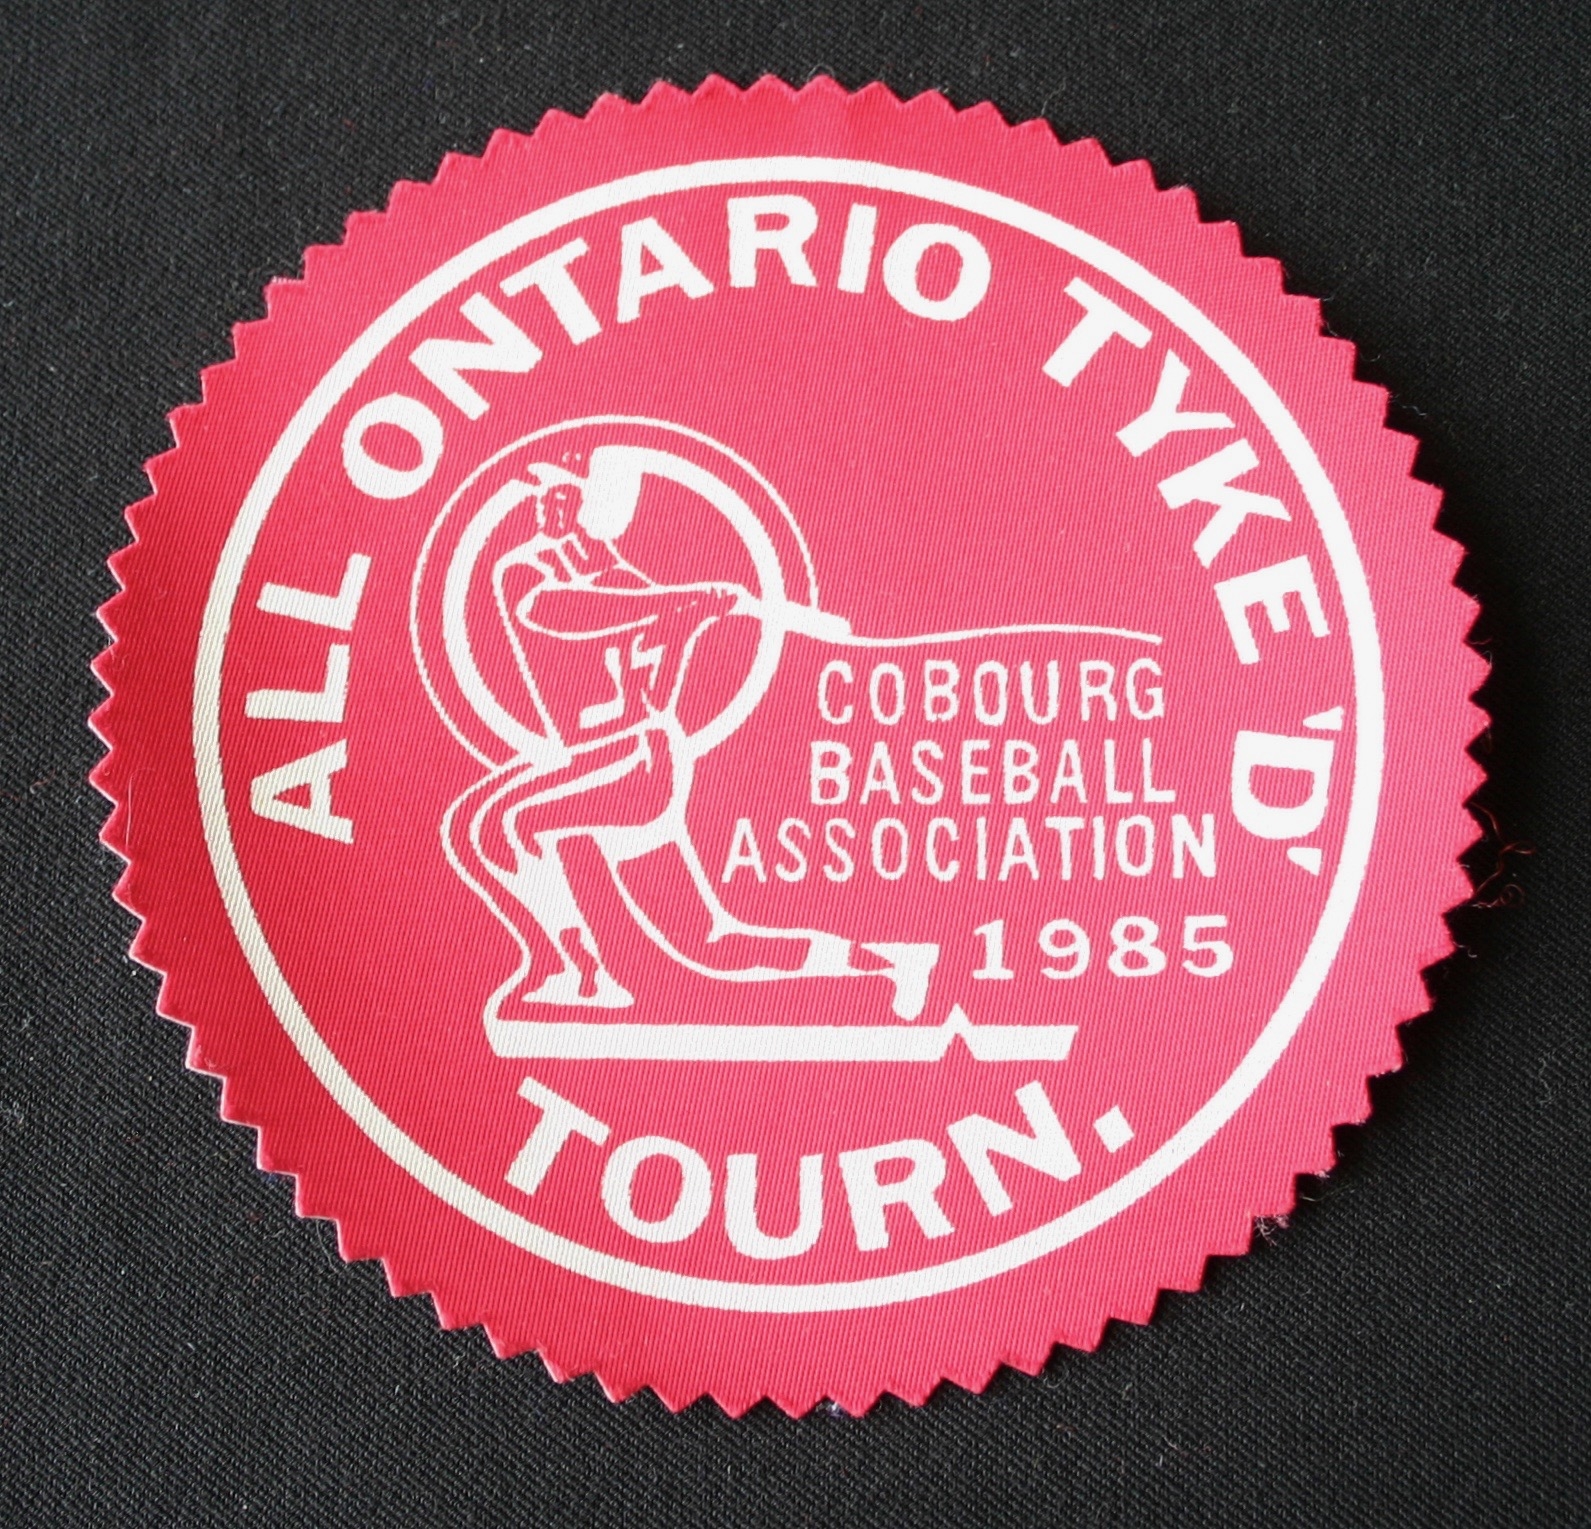 ALL ONTARIO TYKE 'D'
COBOURG
BASEBALL
ASSOCIATION
1985
TOURN.